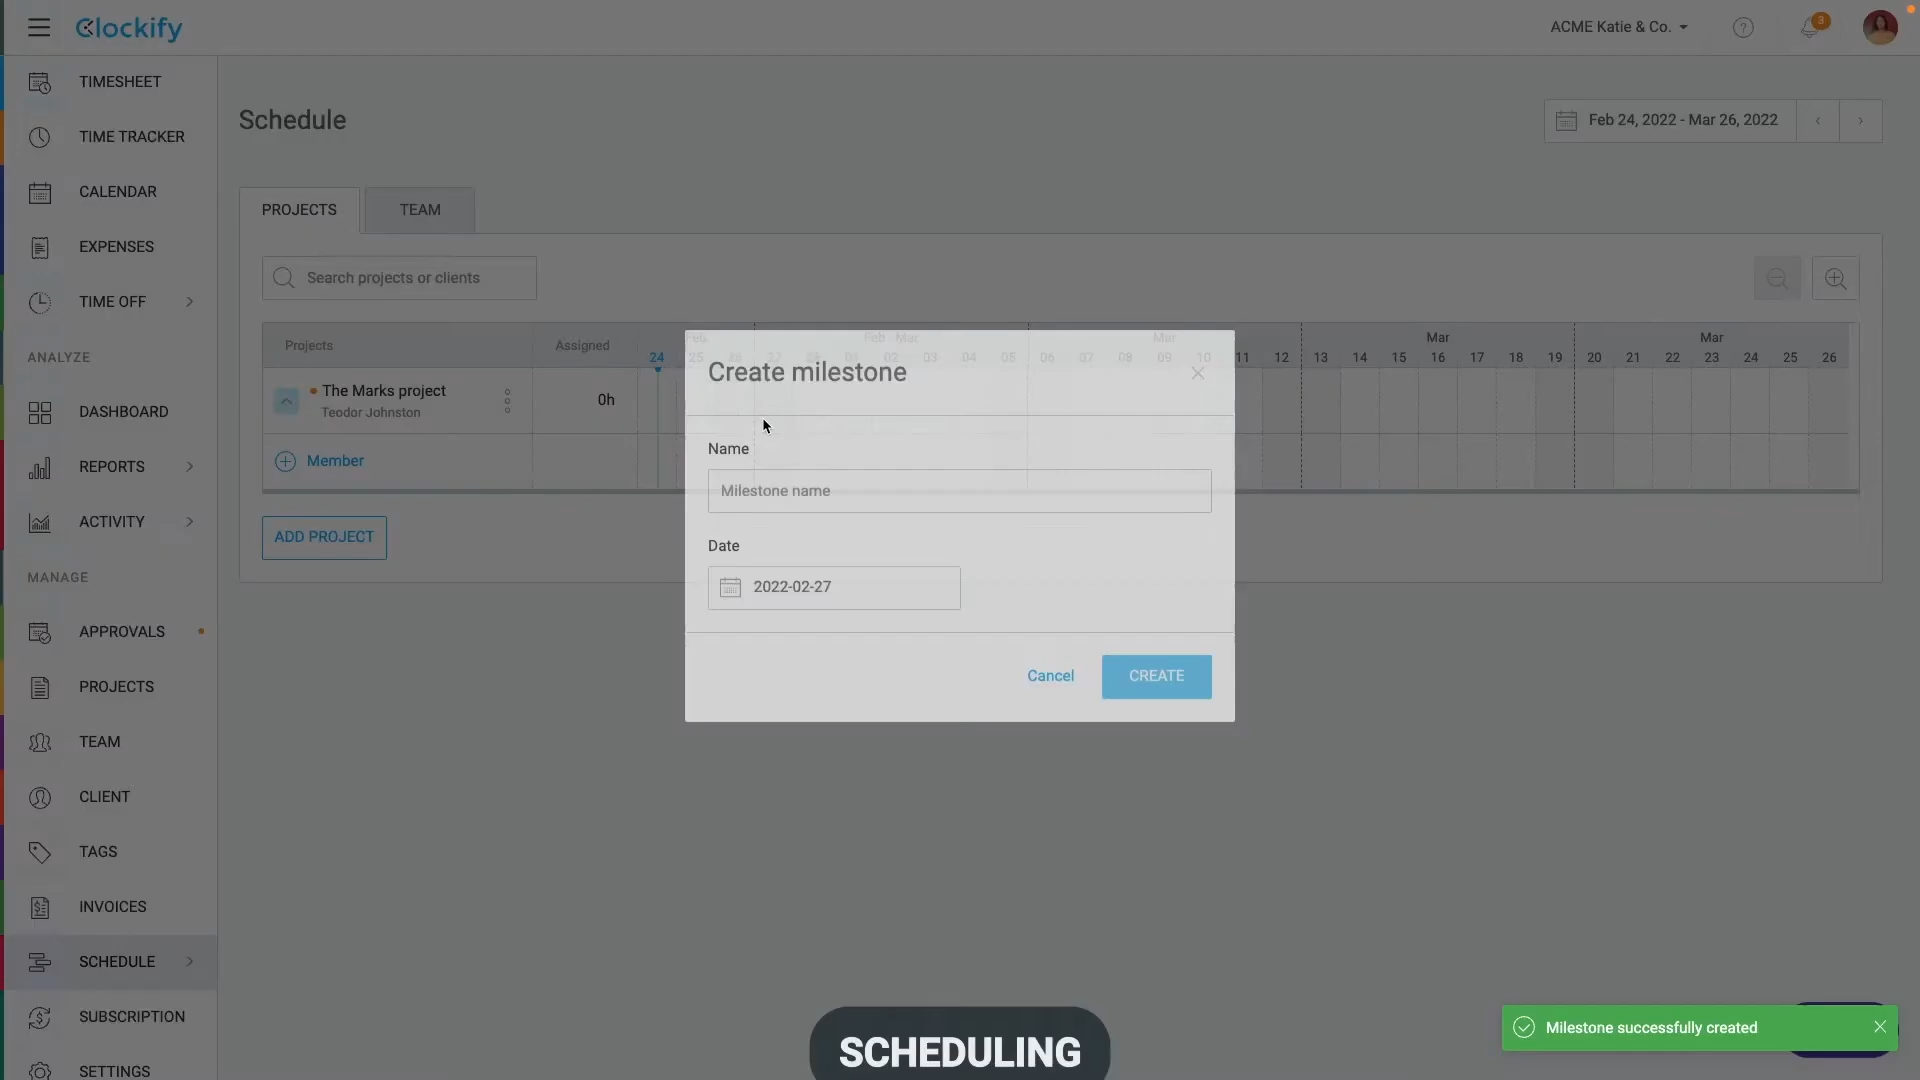 Clockify
ACME Katie & Co.
3
TIMESHEET
TIME TRACKER
CALENDAR
EXPENSES
TIME OFF
ANALYZE
DASHBOARD
REPORTS
ACTIVITY
MANAGE
APPROVALS
PROJECTS
TEAM
CLIENT
TAGS
INVOICES
SCHEDULE
SUBSCRIPTION
SETTINGS
Schedule
Feb 24, 2022 - Mar 26, 2022
PROJECTS TEAM
Search projects or clients
Feb Feb - Mar Mar Mar Mar
Projects Assigned
24 25 26 27 28 01 02 03 04 05 06 07 08 09 10 11 12 13 14 15 16 17 18 19 20 21 22 23 24 25 26
The Marks project
Teodor Johnston
0h
Member
ADD PROJECT
Create milestone
Name
Milestone name
Date
2022-02-27
Cancel CREATE
Milestone successfully created
SCHEDULING